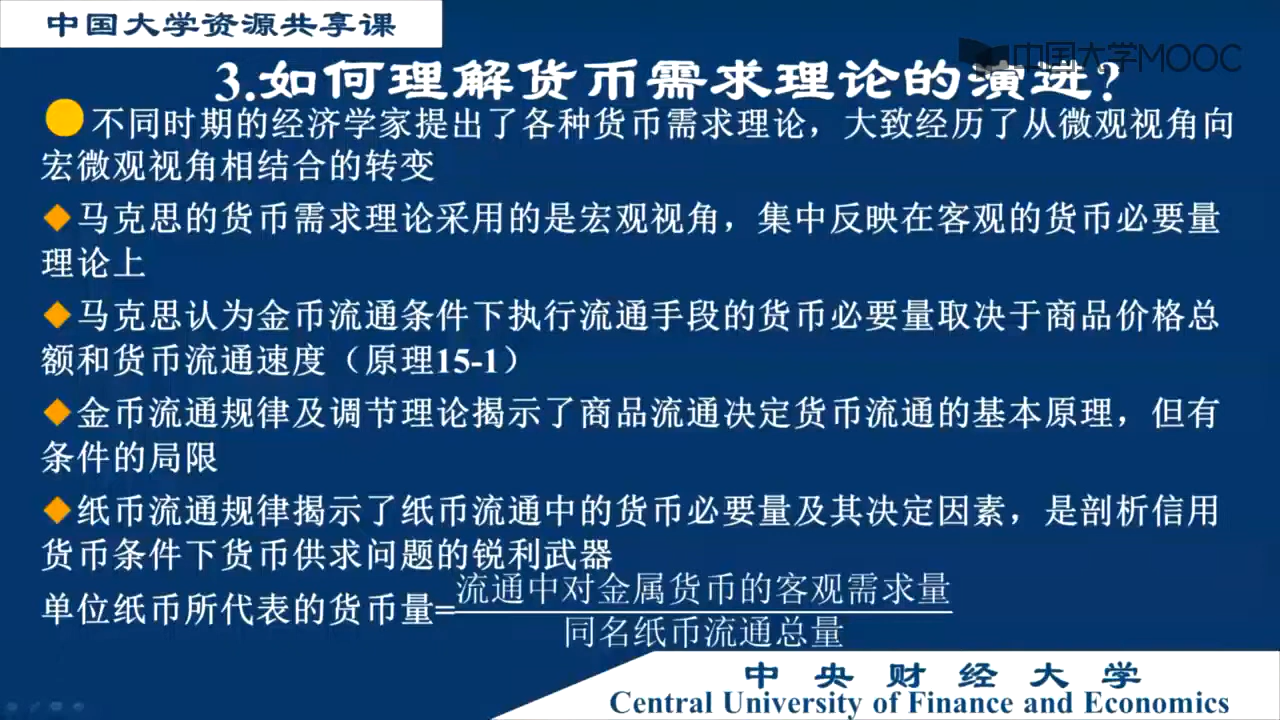 中国大学资源共享课
中国大学MOOC
3.如何理解货币需求理论的演进?
不同时期的经济学家提出了各种货币需求理论，大致经历了从微观视角向
宏微观视角相结合的转变
马克思的货币需求理论采用的是宏观视角，集中反映在客观的货币必要量
理论上
马克思认为金币流通条件下执行流通手段的货币必要量取决于商品价格总
额和货币流通速度（原理15-1）
金币流通规律及调节理论揭示了商品流通决定货币流通的基本原理，但有
条件的局限
纸币流通规律揭示了纸币流通中的货币必要量及其决定因素，是剖析信用
货币条件下货币供求问题的锐利武器
单位纸币所代表的货币量=流通中对金属货币的客观需求量
同名纸币流通总量
中央财经大学
Central University of Finance and Economics